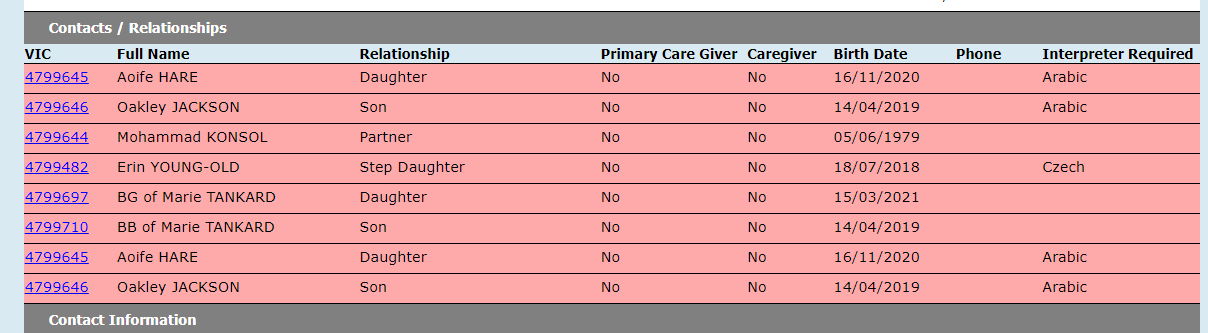 Contacts / Relationships
VIC Full Name Relationship Primary Care Giver Caregiver Birth Date Phone Interpreter Required
4799645 Aoife HARE Daughter No No 16/11/2020 Arabic
4799646 Oakley JACKSON Son No No 14/04/2019 Arabic
4799644 Mohammad KONSOL Partner No No 05/06/1979
4799482 Erin YOUNG-OLD Step Daughter No No 18/07/2018 Czech
4799697 BG of Marie TANKARD Daughter No No 15/03/2021
4799710 BB of Marie TANKARD Son No No 14/04/2019
4799645 Aoife HARE Daughter No No 16/11/2020 Arabic
4799646 Oakley JACKSON Son No No 14/04/2019 Arabic
Contact Information